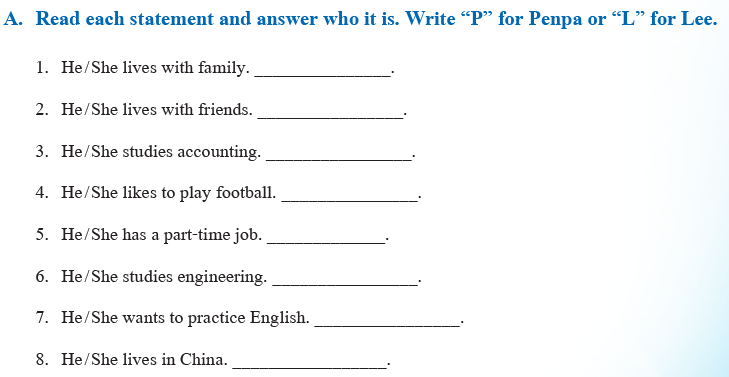 A. Read each statement and answer who it is. Write “P” for Penpa or “L” for Lee.
1. He/She lives with family. _______________.
2. He/She lives with friends. ________________.
3. He/She studies accounting. ________________.
4. He/She likes to play football. _______________.
5. He/She has a part-time job. _____________.
6. He/She studies engineering. ________________.
7. He/She wants to practice English. ________________.
8. He/She lives in China. _________________.